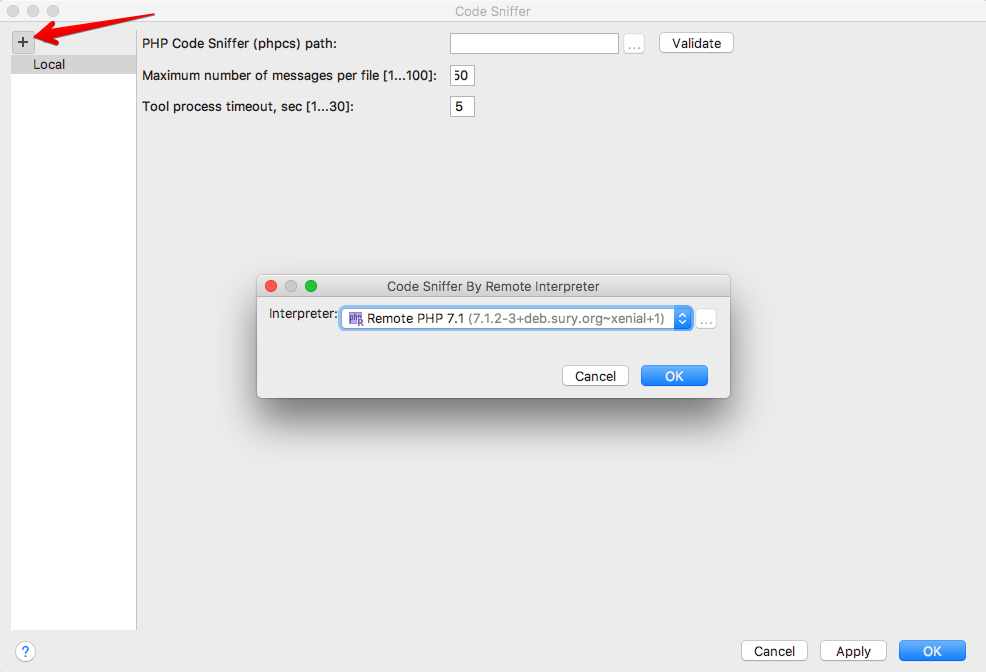 Code Sniffer
+
Local
PHP Code Sniffer (phpcs) path:
...
Validate
Maximum number of messages per file [1...100]:
50
Tool process timeout, sec [1...30]:
5
Code Sniffer By Remote Interpreter
Interpreter:
php R
Remote PHP 7.1 (7.1.2-3+deb.sury.org~xenial+1)
...
Cancel
OK
?
Cancel
Apply
OK